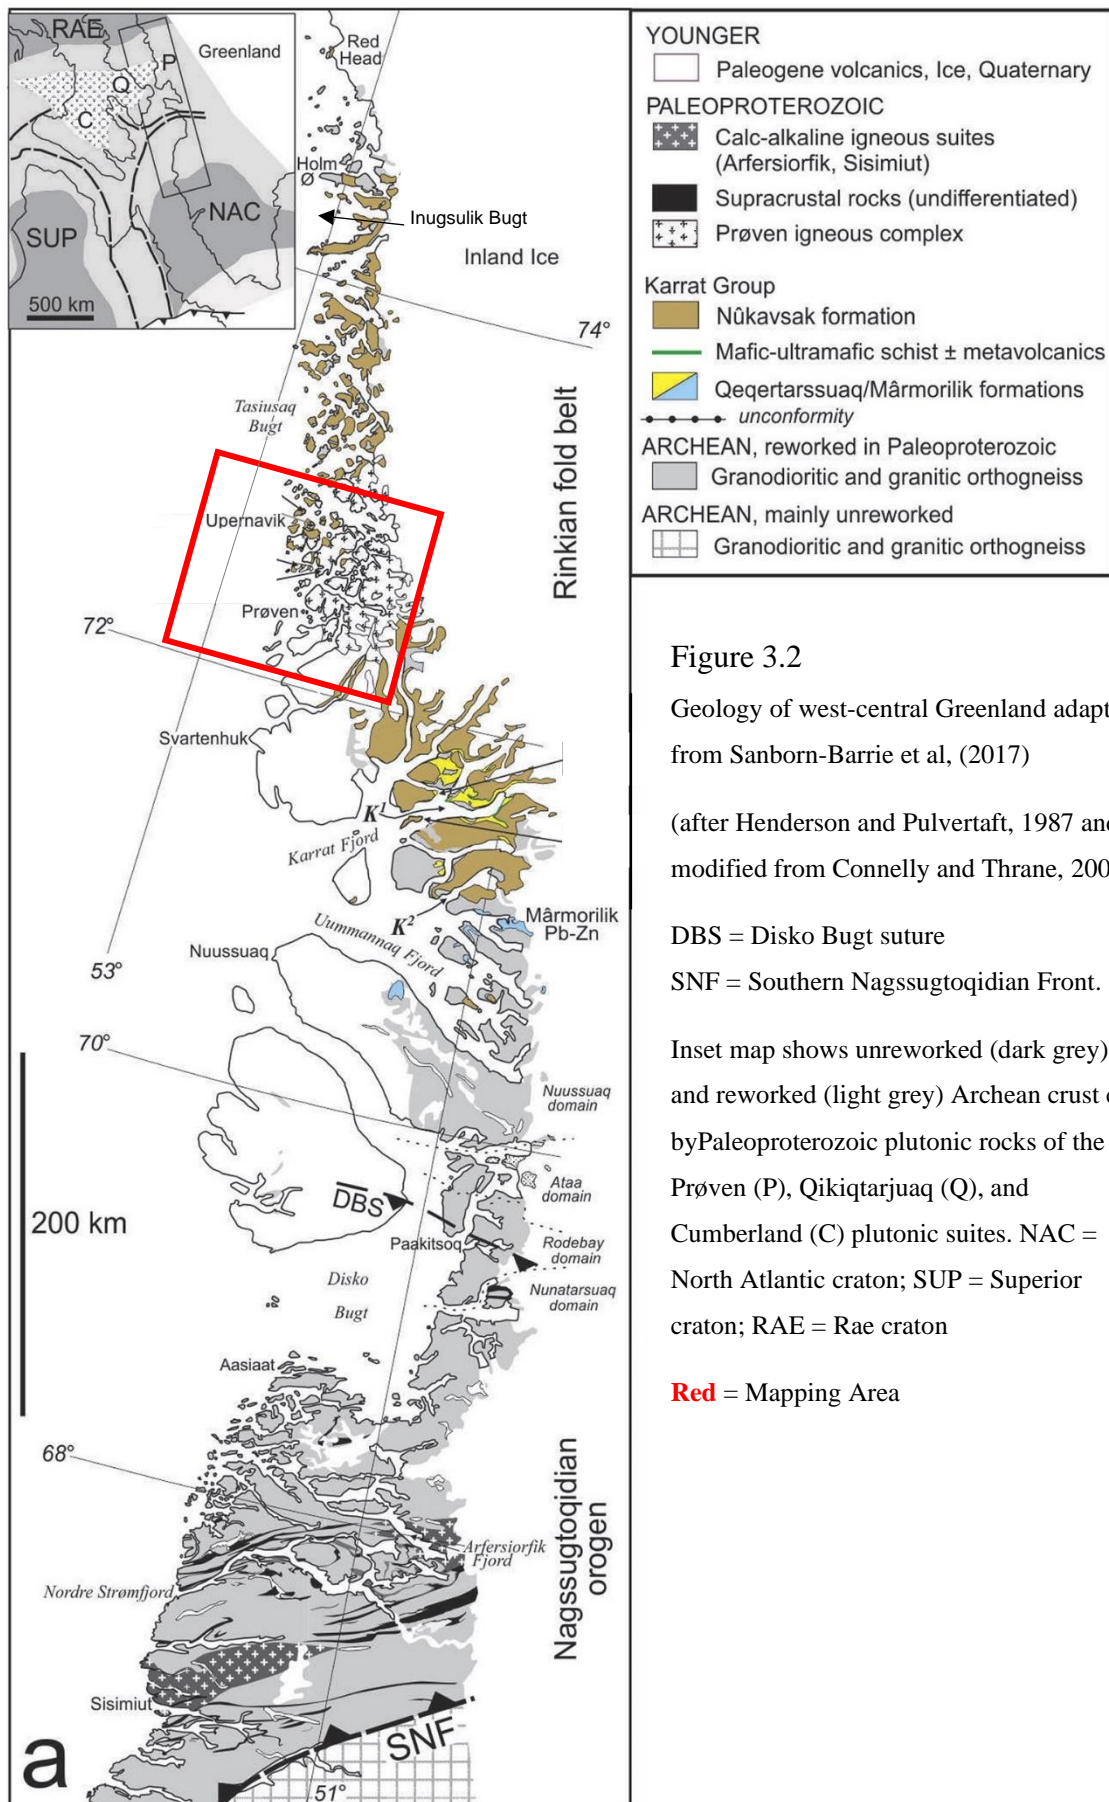 RAE
Greenland
P
Q
C
NAC
SUP
500 km
Red
Head
Holm
Ø
Inugsulik Bugt
Inland Ice
74°
Tasiusaq
Bugt
Rinkian fold belt
Upernavik
Prøven
72°
Svartenhuk
K¹
Karrat Fjord
K²
Mârmorilik
Pb-Zn
Uummannaq Fjord
Nuussuaq
53°
70°
Nuussuaq
domain
Ataa
domain
DBS
200 km
Paakitsoq
Rodebay
domain
Disko
Bugt
Nunatarsuaq
domain
Aasiaat
68°
Nagssugtoqidian
orogen
Arfersiorfik
Fjord
Nordre Strømfjord
Sisimiut
SNF
a
51°
YOUNGER
Paleogene volcanics, Ice, Quaternary
PALEOPROTEROZOIC
Calc-alkaline igneous suites
(Arfersiorfik, Sisimiut)
Supracrustal rocks (undifferentiated)
Prøven igneous complex
Karrat Group
Nûkavsak formation
Mafic-ultramafic schist ± metavolcanics
Qeqertarssuaq/Mârmorilik formations
unconformity
ARCHEAN, reworked in Paleoproterozoic
Granodioritic and granitic orthogneiss
ARCHEAN, mainly unreworked
Granodioritic and granitic orthogneiss
Figure 3.2
Geology of west-central Greenland adapt
from Sanborn-Barrie et al, (2017)
(after Henderson and Pulvertaft, 1987 and
modified from Connelly and Thrane, 200
DBS = Disko Bugt suture
SNF = Southern Nagssugtoqidian Front.
Inset map shows unreworked (dark grey)
and reworked (light grey) Archean crust
byPaleoproterozoic plutonic rocks of the
Prøven (P), Qikiqtarjuaq (Q), and
Cumberland (C) plutonic suites. NAC =
North Atlantic craton; SUP = Superior
craton; RAE = Rae craton
Red = Mapping Area